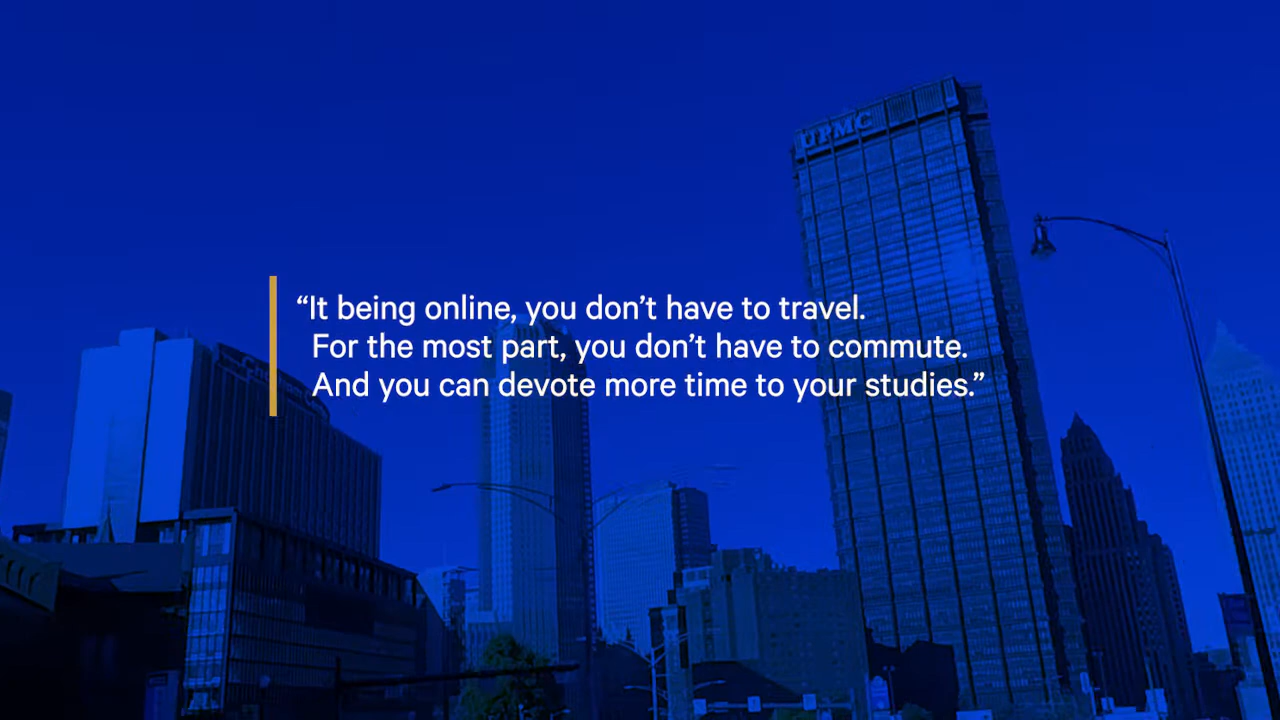 UPMC
“It being online, you don’t have to travel.
For the most part, you don’t have to commute.
And you can devote more time to your studies.”